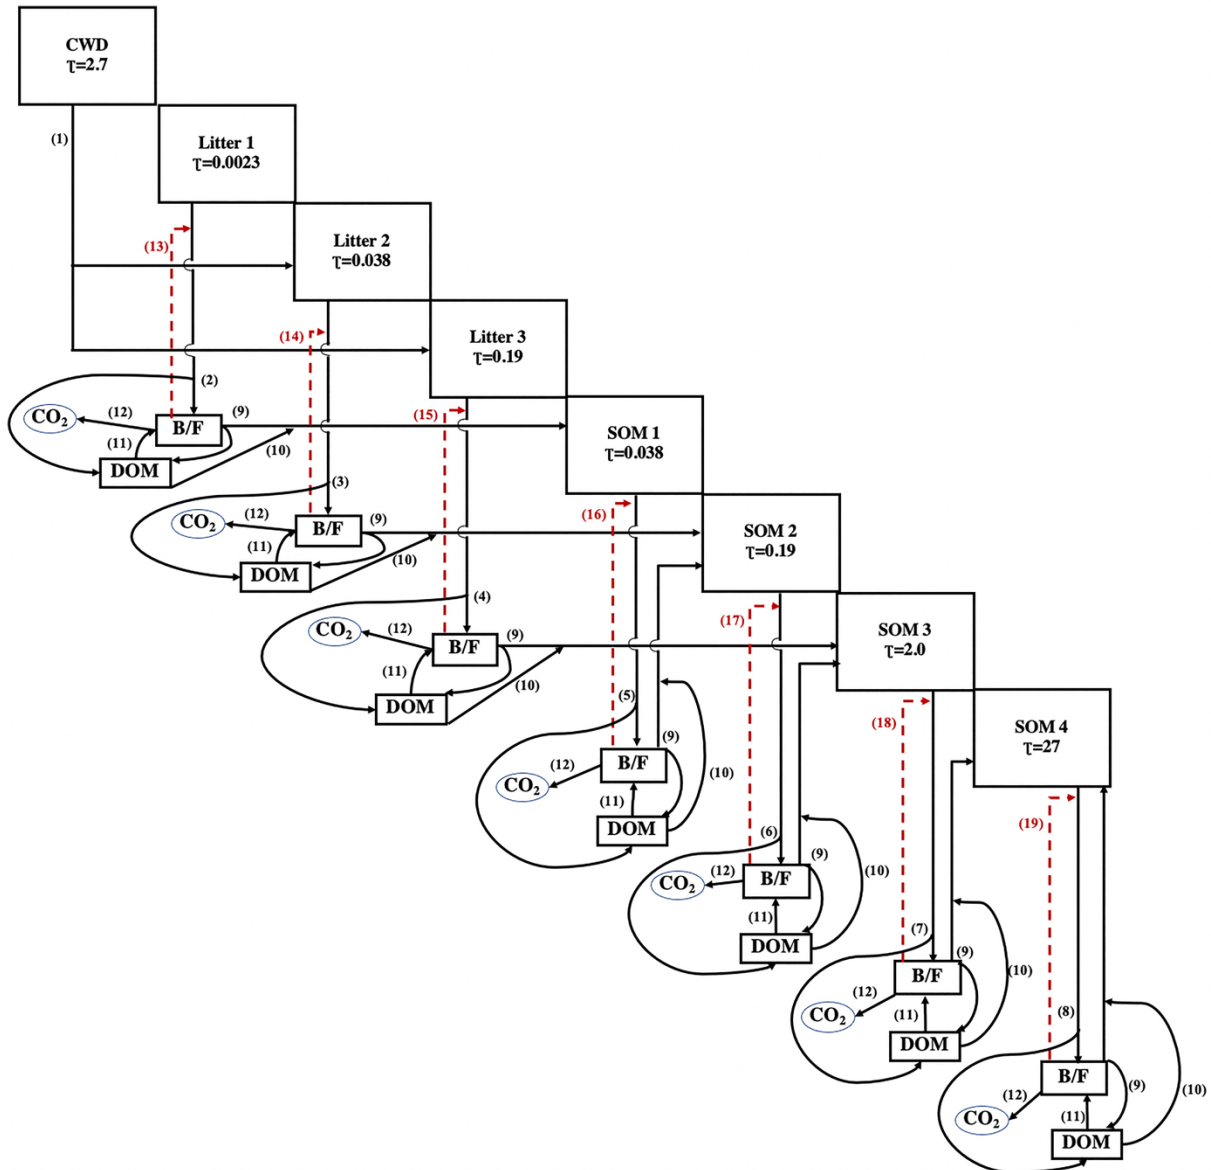 CWD
τ=2.7
(1)
Litter 1
τ=0.0023
Litter 2
τ=0.038
(13)
Litter 3
τ=0.19
(14)
(2)
CO2
(12)
B/F
(9)
(11)
DOM
(10)
(15)
SOM 1
τ=0.038
(3)
CO2
(12)
B/F
(9)
(11)
DOM
(10)
(16)
SOM 2
τ=0.19
(4)
CO2
(12)
B/F
(9)
(11)
DOM
(10)
(17)
SOM 3
τ=2.0
(5)
CO2
(12)
B/F
(9)
(11)
DOM
(10)
(18)
SOM 4
τ=27
(6)
CO2
(12)
B/F
(9)
(11)
DOM
(10)
(19)
(7)
CO2
(12)
B/F
(9)
(11)
DOM
(10)
(8)
CO2
(12)
B/F
(9)
(11)
DOM
(10)